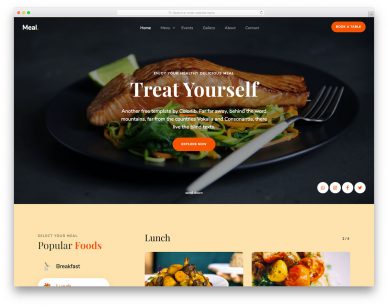 Meal
Home Menu Events Gallery About Contact
BOOK A TABLE
ENJOY YOUR HEALTHY DELICIOUS MEAL
Treat Yourself
Another free template by Colorlib. Far far away, behind the word
mountains, far from the countries Vokalia and Consonantia, there
live the blind texts.
EXPLORE NOW
SELECT YOUR MEAL
Popular Foods
Breakfast
Lunch
Lunch